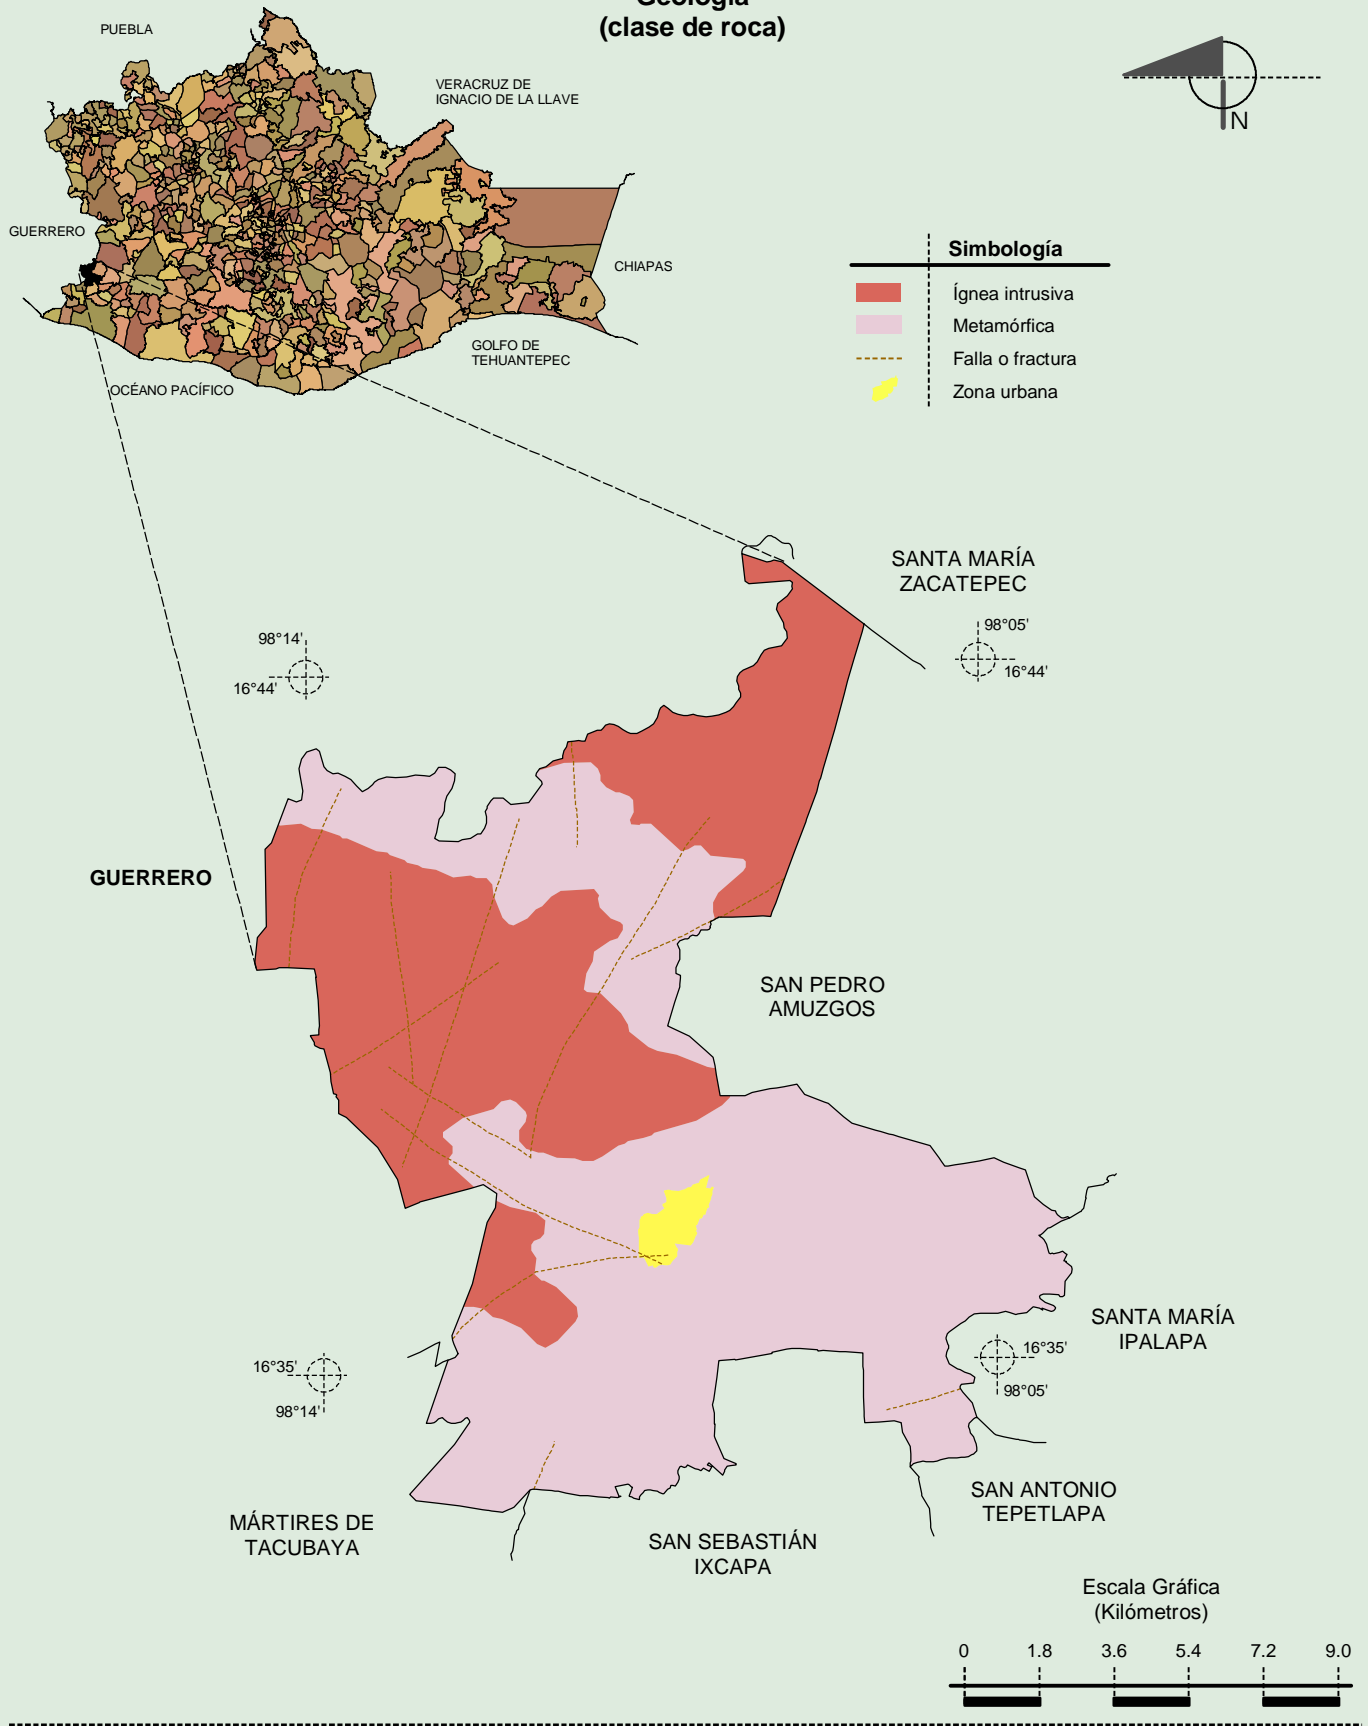 Geología
(clase de roca)
PUEBLA
VERACRUZ DE
IGNACIO DE LA LLAVE
N
GUERRERO
CHIAPAS
GOLFO DE
TEHUANTEPEC
OCÉANO PACÍFICO
Simbología
Ígnea intrusiva
Metamórfica
Falla o fractura
Zona urbana
SANTA MARÍA
ZACATEPEC
98°14'
16°44'
98°05'
16°44'
GUERRERO
SAN PEDRO
AMUZGOS
SANTA MARÍA
IPALAPA
16°35'
98°14'
16°35'
98°05'
SAN ANTONIO
TEPETLAPA
MÁRTIRES DE
TACUBAYA
SAN SEBASTIÁN
IXCAPA
Escala Gráfica
(Kilómetros)
0 1.8 3.6 5.4 7.2 9.0